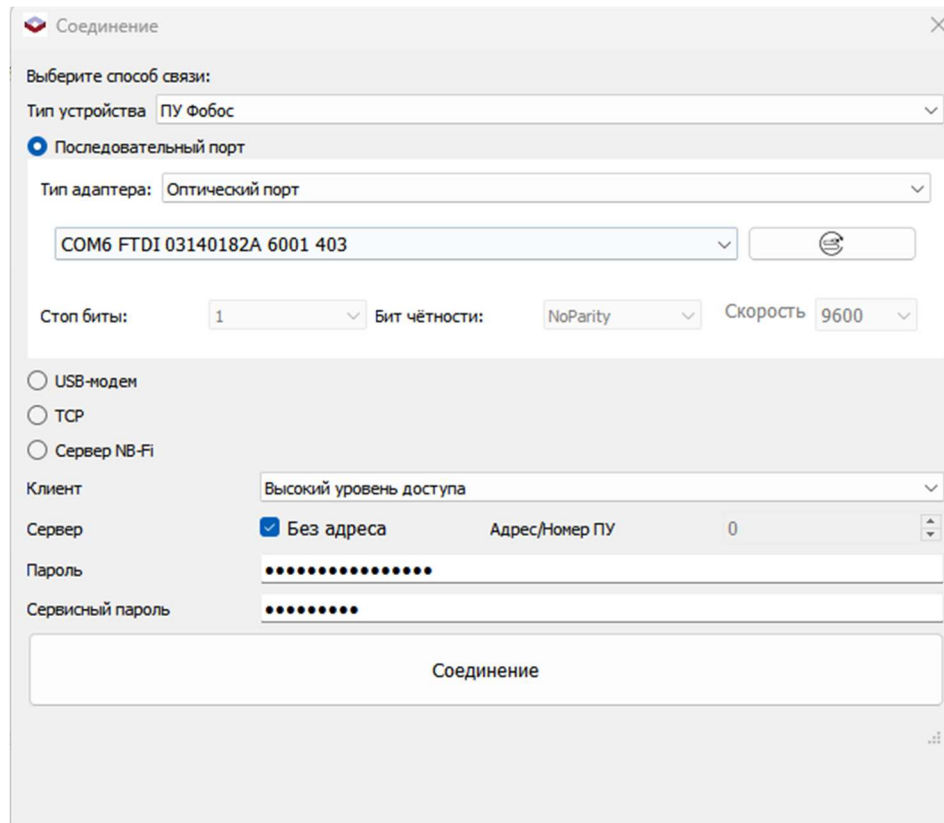 Соединение
Выберите способ связи:
Тип устройства ПУ Фобос
Последовательный порт
Тип адаптера: Оптический порт
COM6 FTDI 03140182A 6001 403
Стоп биты: 1 Бит чётности: NoParity Скорость 9600
USB-модем
TCP
Сервер NB-Fi
Клиент Высокий уровень доступа
Сервер Без адреса Адрес/Номер ПУ 0
Пароль ••••••••••••••••
Сервисный пароль •••••••••
Соединение